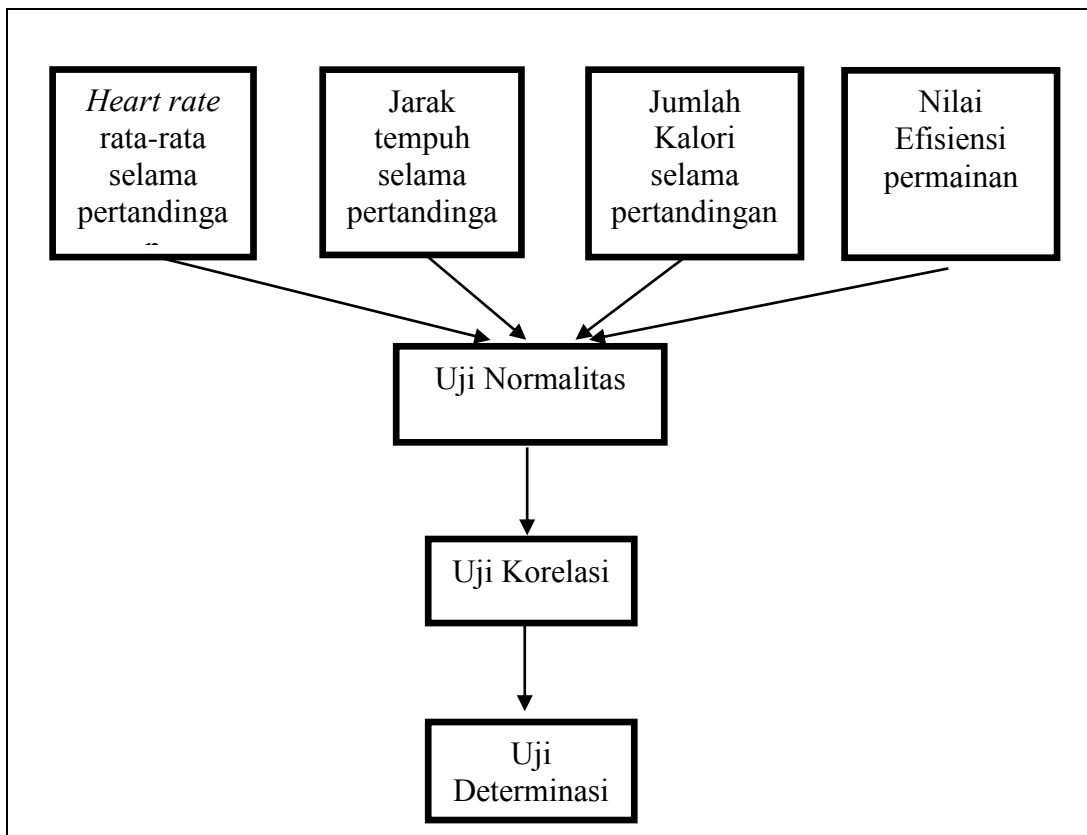 Heart rate
rata-rata
selama
pertandinga
Jarak
tempuh
selama
pertandinga
Jumlah
Kalori
selama
pertandingan
Nilai
Efisiensi
permainan
Uji Normalitas
Uji Korelasi
Uji
Determinasi